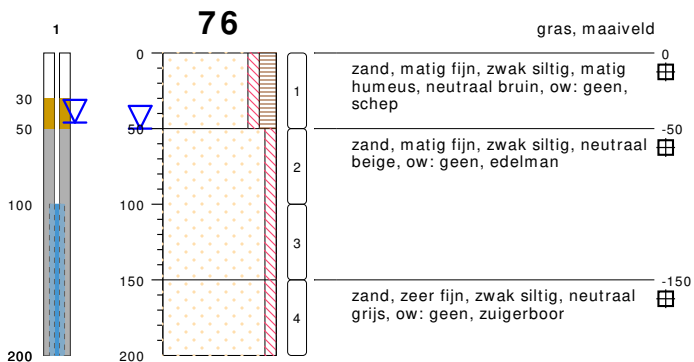 76
gras, maaiveld
1
30
50
100
200
0
50
100
150
200
1
2
3
4
0
zand, matig fijn, zwak siltig, matig
humeus, neutraal bruin, ow: geen,
schep
-50
zand, matig fijn, zwak siltig, neutraal
beige, ow: geen, edelman
-150
zand, zeer fijn, zwak siltig, neutraal
grijs, ow: geen, zuigerboor